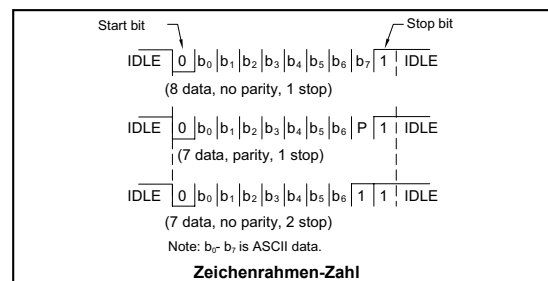 Start bit Stop bit
IDLE 0 b₀ b₁ b₂ b₃ b₄ b₅ b₆ b₇ 1 IDLE
(8 data, no parity, 1 stop)
IDLE 0 b₀ b₁ b₂ b₃ b₄ b₅ b₆ P 1 IDLE
(7 data, parity, 1 stop)
IDLE 0 b₀ b₁ b₂ b₃ b₄ b₅ b₆ 1 1 IDLE
(7 data, no parity, 2 stop)
Note: b₀- b₇ is ASCII data.
Zeichenrahmen-Zahl